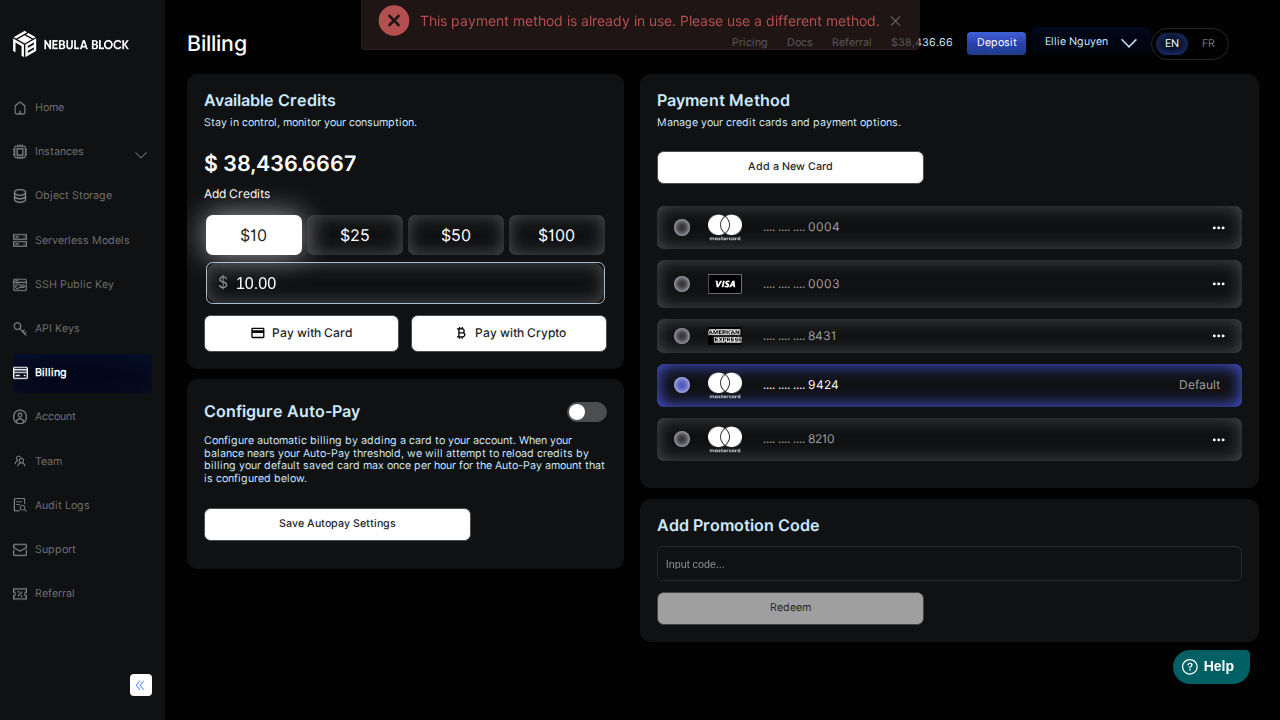 This payment method is already in use. Please use a different method.
NEBULA BLOCK
Billing
Pricing
Docs
Referral
$38,436.66
Deposit
Ellie Nguyen
EN
FR
Home
Instances
Object Storage
Serverless Models
SSH Public Key
API Keys
Billing
Account
Team
Audit Logs
Support
Referral
Available Credits
Stay in control, monitor your consumption.
$ 38,436.6667
Add Credits
$10
$25
$50
$100
$ 10.00
Pay with Card
Pay with Crypto
Configure Auto-Pay
Configure automatic billing by adding a card to your account. When your
balance nears your Auto-Pay threshold, we will attempt to reload credits by
billing your default saved card max once per hour for the Auto-Pay amount that
is configured below.
Save Autopay Settings
Payment Method
Manage your credit cards and payment options.
Add a New Card
mastercard
.... .... .... 0004
VISA
.... .... .... 0003
AMERICAN
EXPRESS
.... .... .... 8431
mastercard
.... .... .... 9424
Default
mastercard
.... .... .... 8210
Add Promotion Code
Input code...
Redeem
Help